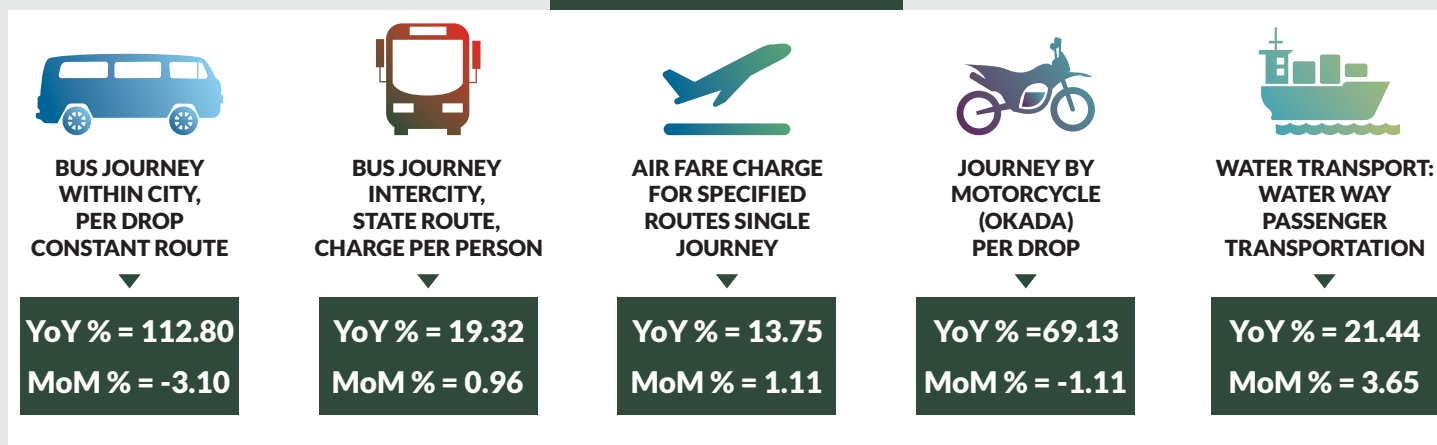 BUS JOURNEY
WITHIN CITY,
PER DROP
CONSTANT ROUTE
YoY % = 112.80
MoM % = -3.10
BUS JOURNEY
INTERCITY,
STATE ROUTE,
CHARGE PER PERSON
YoY % = 19.32
MoM % = 0.96
AIR FARE CHARGE
FOR SPECIFIED
ROUTES SINGLE
JOURNEY
YoY % = 13.75
MoM % = 1.11
JOURNEY BY
MOTORCYCLE
(OKADA)
PER DROP
YoY % =69.13
MoM % = -1.11
WATER TRANSPORT:
WATER WAY
PASSENGER
TRANSPORTATION
YoY % = 21.44
MoM % = 3.65